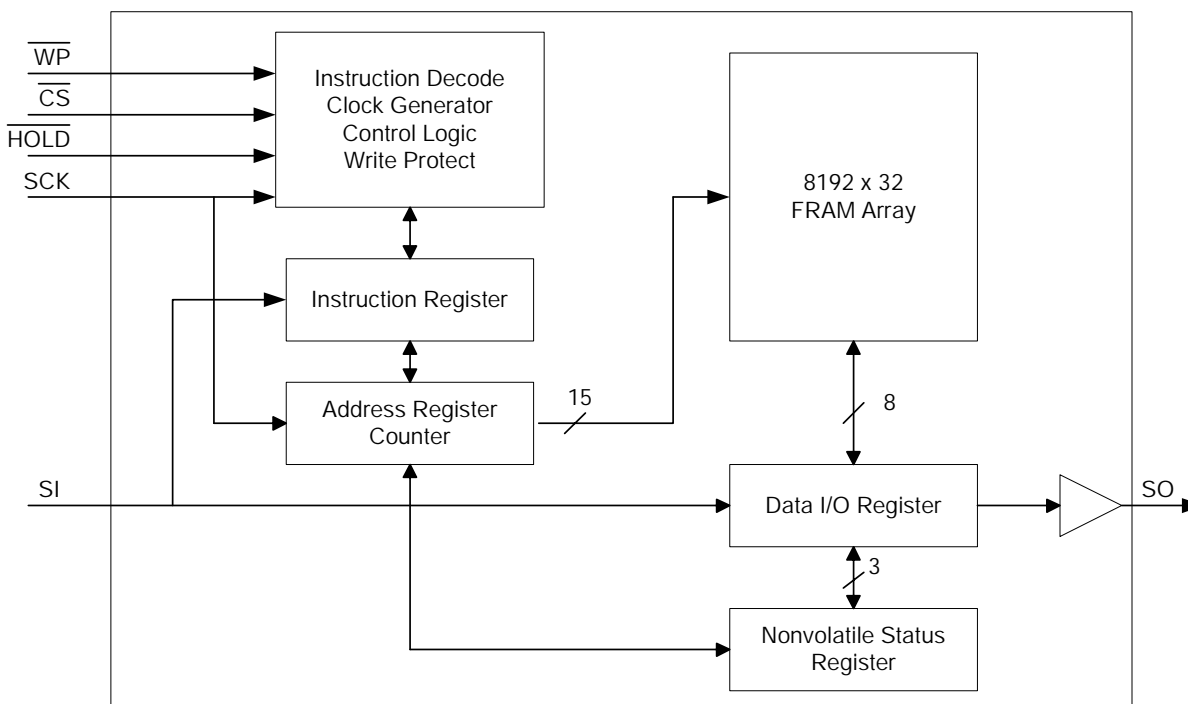 WP
CS
HOLD
SCK
Instruction Decode
Clock Generator
Control Logic
Write Protect
8192 x 32
FRAM Array
Instruction Register
Address Register
Counter
15
8
SI
Data I/O Register
SO
3
Nonvolatile Status
Register